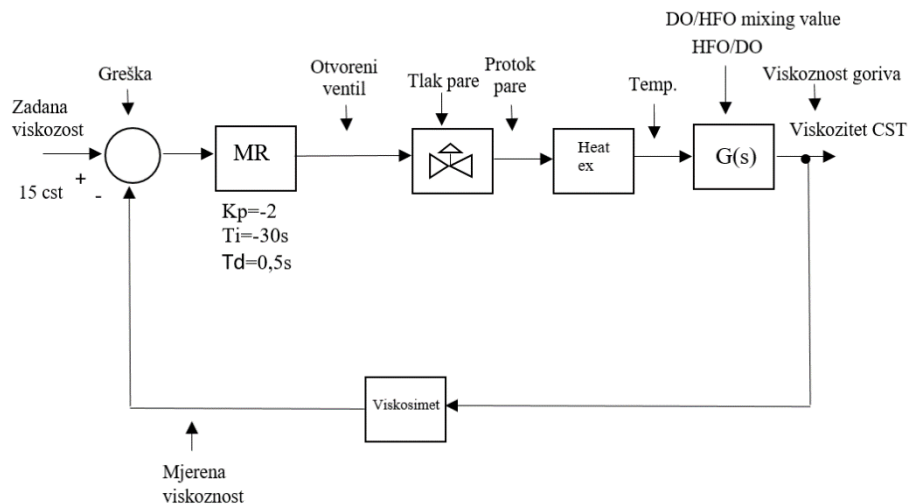 DO/HFO mixing value
HFO/DO
Otvoreni
ventil
Protok
pare
Greška
Tlak pare
Temp.
Viskoznost goriva
Zadana
viskozost
Viskozitet CST
MR
Heat
ex
G(s)
+
-
15 cst
Kp=-2
Ti=-30s
Td=0,5s
Viskosimet
Mjerena
viskoznost